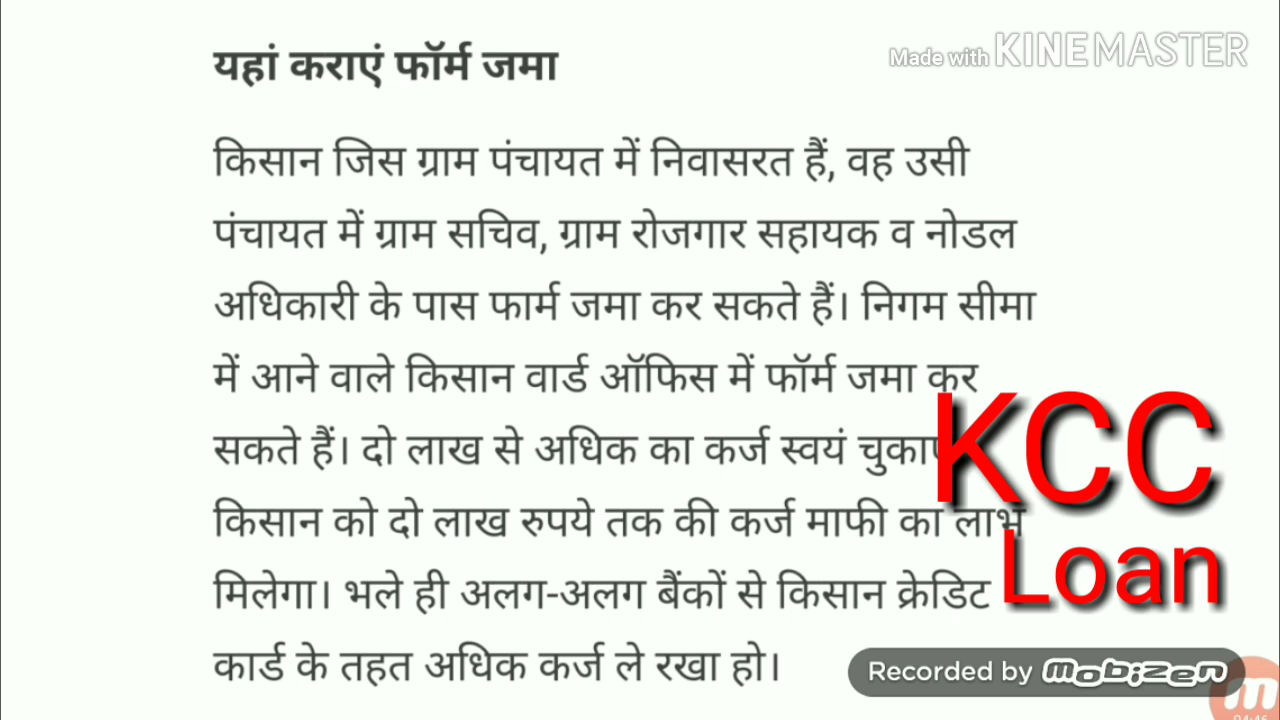 यहां कराएं फॉर्म जमा
Made with KINEMASTER
किसान जिस ग्राम पंचायत में निवासरत हैं, वह उसी
पंचायत में ग्राम सचिव, ग्राम रोजगार सहायक व नोडल
अधिकारी के पास फार्म जमा कर सकते हैं। निगम सीमा
में आने वाले किसान वार्ड ऑफिस में फॉर्म जमा कर
सकते हैं। दो लाख से अधिक का कर्ज स्वयं
KCC
किसान को दो लाख रुपये तक की कर्ज माफी का लाभ
Loan
मिलेगा। भले ही अलग-अलग बैंकों से किसान क्रेडिट
कार्ड के तहत अधिक कर्ज ले रखा हो।
Recorded by mobizen